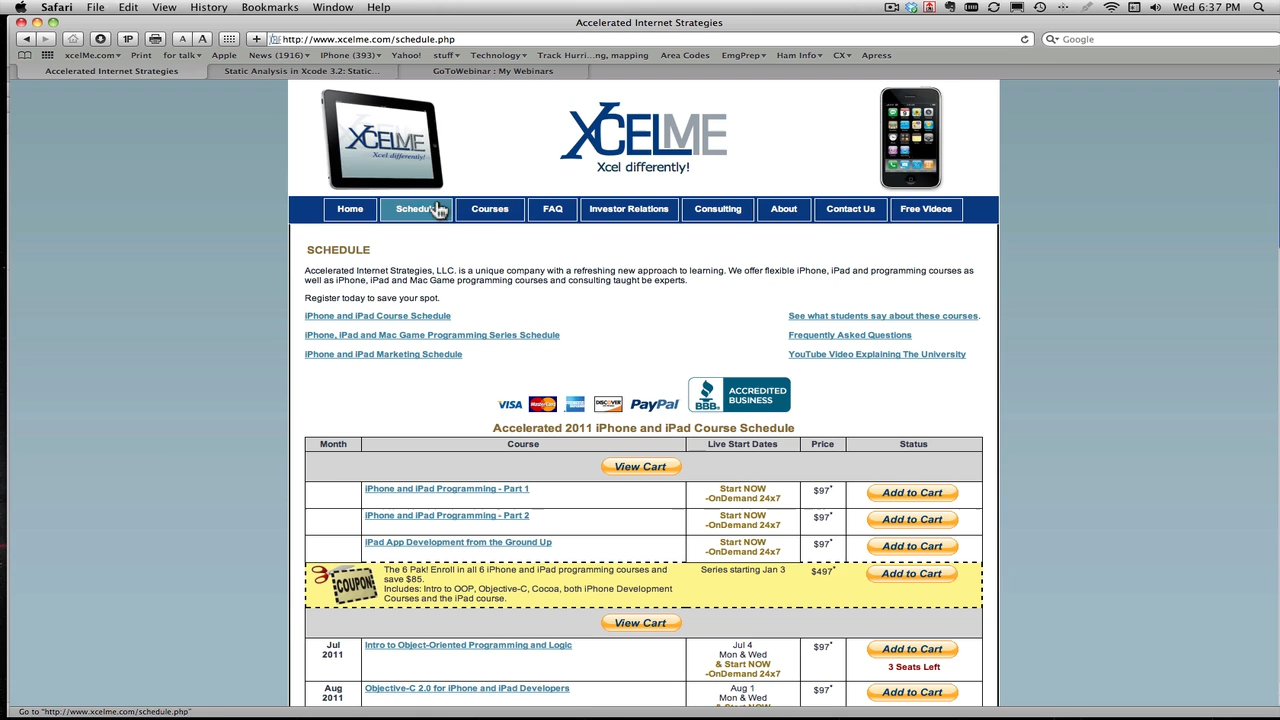 Safari File Edit View History Bookmarks Window Help Wed 6:37 PM
Accelerated Internet Strategies
1P A A http://www.xcelme.com/schedule.php Google
xcelMe.com Print for talk Apple News (1916) iPhone (393) Yahoo! stuff Technology Track Hurri...ng, mapping Area Codes EmgPrep Ham Info CX Apress
Accelerated Internet Strategies Static Analysis in Xcode 3.2: Static... GoToWebinar : My Webinars
XCELME
Xcel differently!
XCELME
Xcel differently!
Home Schedu Courses FAQ Investor Relations Consulting About Contact Us Free Videos
SCHEDULE
Accelerated Internet Strategies, LLC. is a unique company with a refreshing new approach to learning. We offer flexible iPhone, iPad and programming courses as
well as iPhone, iPad and Mac Game programming courses and consulting taught be experts.
Register today to save your spot.
iPhone and iPad Course Schedule See what students say about these courses.
iPhone, iPad and Mac Game Programming Series Schedule Frequently Asked Questions
iPhone and iPad Marketing Schedule YouTube Video Explaining The University
VISA MasterCard DISCOVER PayPal BBB. ACCREDITED BUSINESS
Accelerated 2011 iPhone and iPad Course Schedule
Month Course Live Start Dates Price Status
View Cart
iPhone and iPad Programming - Part 1 Start NOW -OnDemand 24x7 $97* Add to Cart
iPhone and iPad Programming - Part 2 Start NOW -OnDemand 24x7 $97* Add to Cart
iPad App Development from the Ground Up Start NOW -OnDemand 24x7 $97* Add to Cart
COUPON The 6 Pak! Enroll in all 6 iPhone and iPad programming courses and Series starting Jan 3 $497* Add to Cart
save $85.
Includes: Intro to OOP, Objective-C, Cocoa, both iPhone Development
Courses and the iPad course.
View Cart
Jul 2011 Intro to Object-Oriented Programming and Logic Jul 4 Mon & Wed & Start NOW -OnDemand 24x7 $97* Add to Cart 3 Seats Left
Aug 2011 Objective-C 2.0 for iPhone and iPad Developers Aug 1 Mon & Wed $97* Add to Cart
Go to "http://www.xcelme.com/schedule.php"